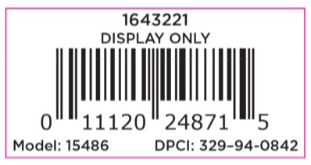 1643221
DISPLAY ONLY
0 11120 24871 5
Model: 15486 DPCI: 329-94-0842